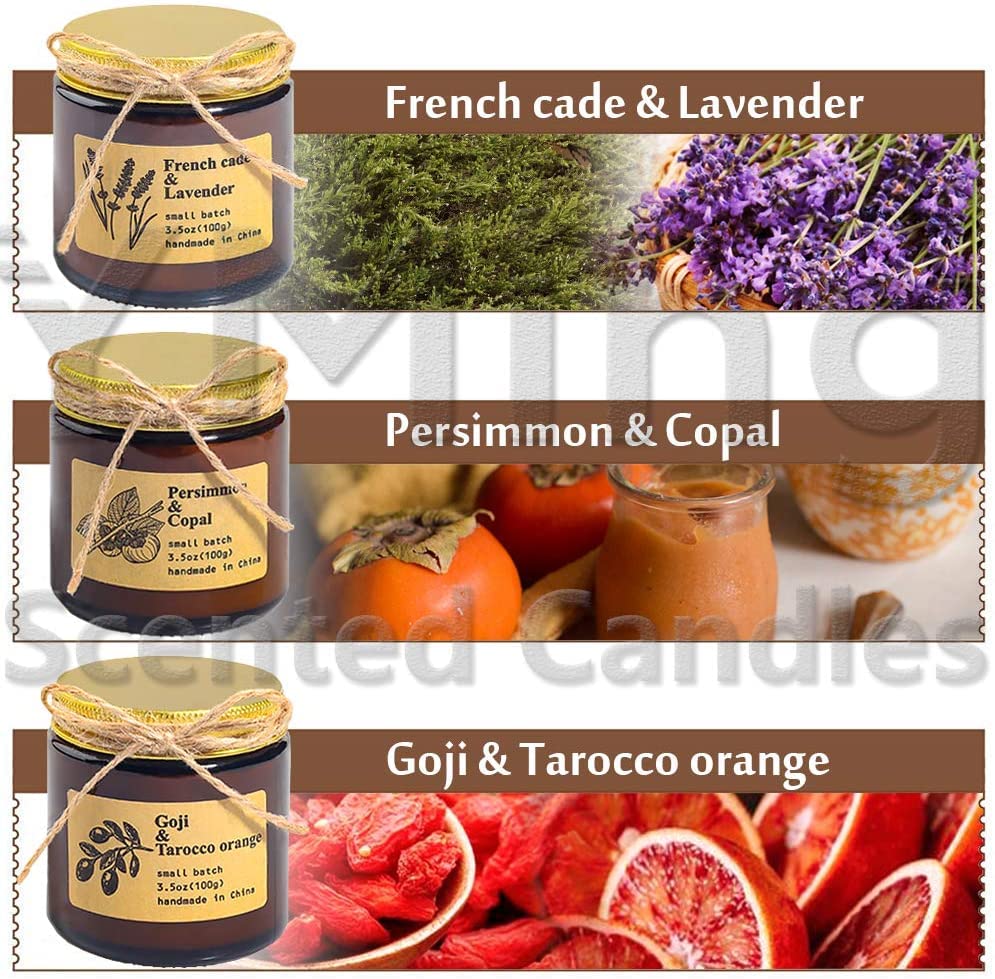 French cade & Lavender
French cade
&
Lavender
small batch
3.5oz(100g)
handmade in China
YMing
Persimmon & Copal
Persimmon
&
Copal
small batch
3.5oz(100g)
handmade in China
Scented Candles
Goji & Tarocco orange
Goji
&
Tarocco orange
small batch
3.5oz(100g)
handmade in China